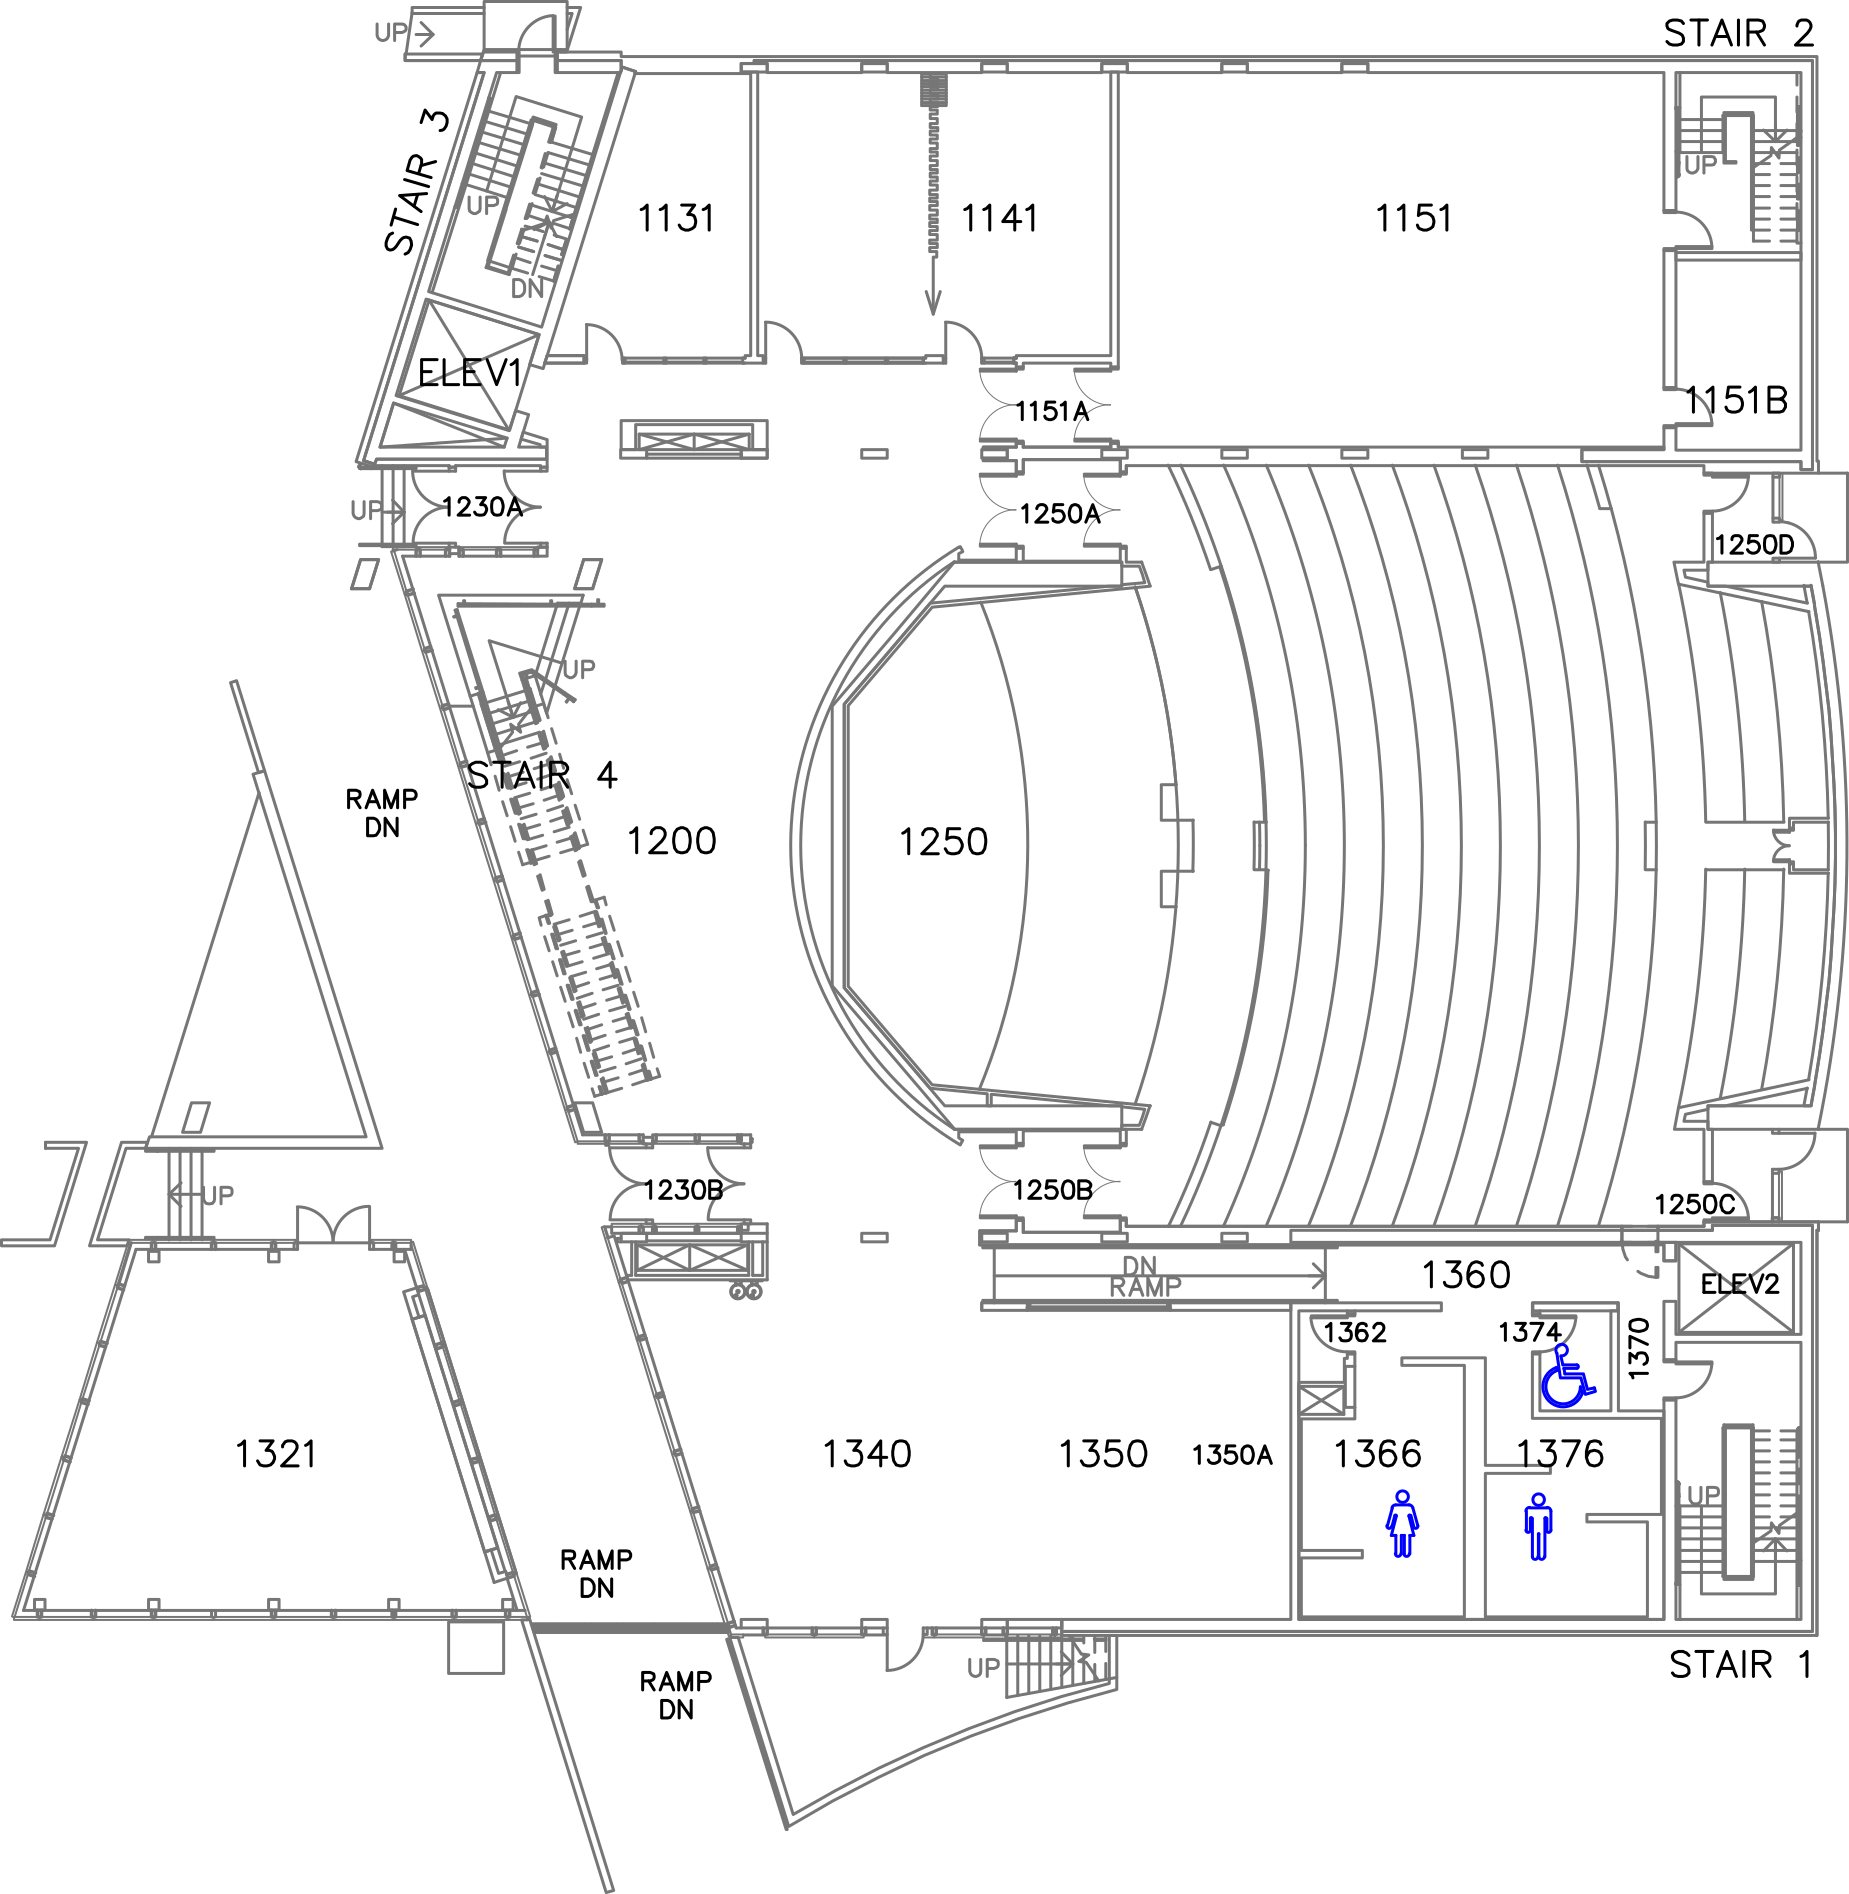 UP
STAIR 2
STAIR 3
UP
UP
1131
1141
1151
DN
ELEV1
1151A
1151B
UP
1230A
1250A
1250D
UP
STAIR 4
RAMP
DN
1200
1250
UP
1230B
1250B
1250C
DN
RAMP
1360
ELEV2
1362
1374
1370
1321
1340
1350
1350A
1366
1376
UP
RAMP
DN
UP
STAIR 1
RAMP
DN